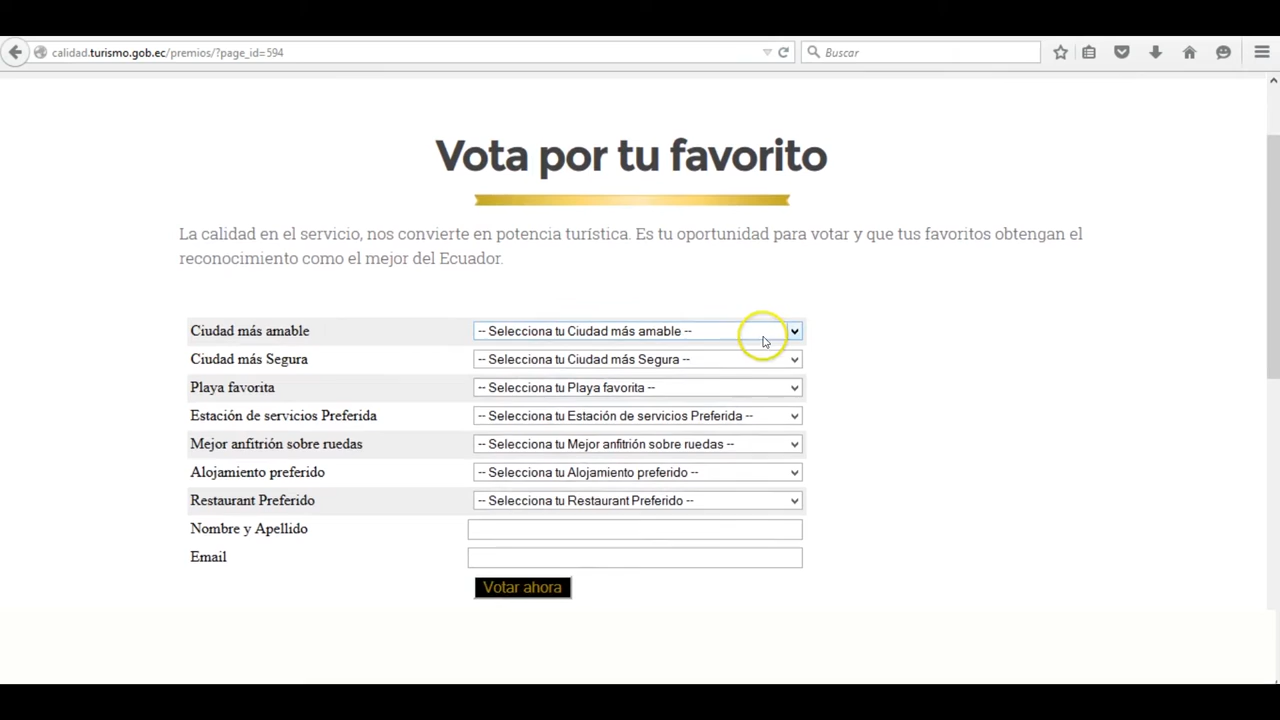 calidad.turismo.gob.ec/premios/?page_id=594
Buscar
Vota por tu favorito
La calidad en el servicio, nos convierte en potencia turística. Es tu oportunidad para votar y que tus favoritos obtengan el
reconocimiento como el mejor del Ecuador.
Ciudad más amable -- Selecciona tu Ciudad más amable --
Ciudad más Segura -- Selecciona tu Ciudad más Segura --
Playa favorita -- Selecciona tu Playa favorita --
Estación de servicios Preferida -- Selecciona tu Estación de servicios Preferida --
Mejor anfitrión sobre ruedas -- Selecciona tu Mejor anfitrión sobre ruedas --
Alojamiento preferido -- Selecciona tu Alojamiento preferido --
Restaurant Preferido -- Selecciona tu Restaurant Preferido --
Nombre y Apellido
Email
Votar ahora